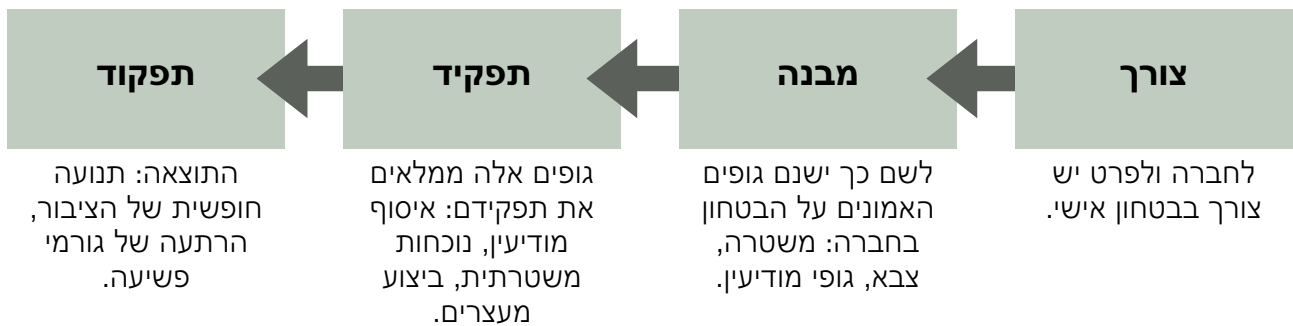 צורך
לחברה ולפרט יש
צורך בבטחון אישי.
מבנה
לשם כך ישנם גופים
האמונים על הבטחון
בחברה: משטרה,
צבא, גופי מודיעין.
תפקיד
גופים אלה ממלאים
את תפקידם: איסוף
מודיעין, נוכחות
משטרתית, ביצוע
מעצרים.
תפקוד
התוצאה: תנועה
חופשית של הציבור,
הרתעה של גורמי
פשיעה.